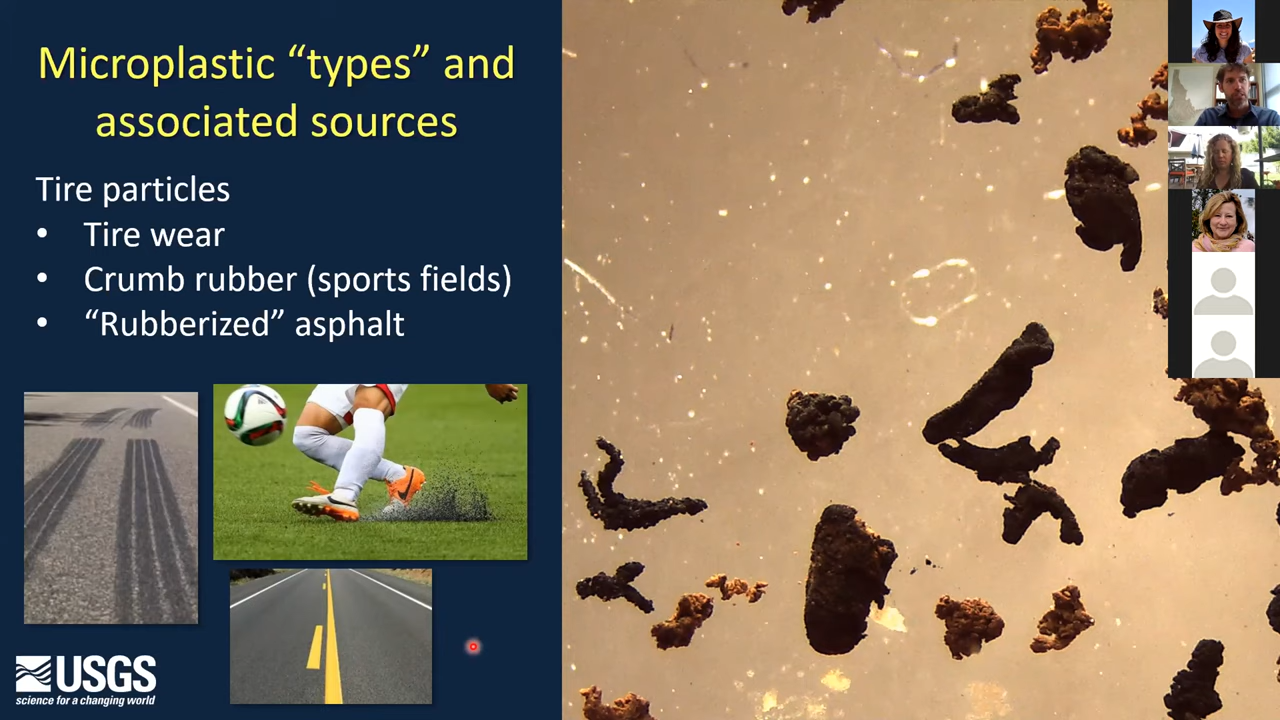 Microplastic “types” and
associated sources
Tire particles
• Tire wear
• Crumb rubber (sports fields)
• “Rubberized” asphalt
USGS
science for a changing world